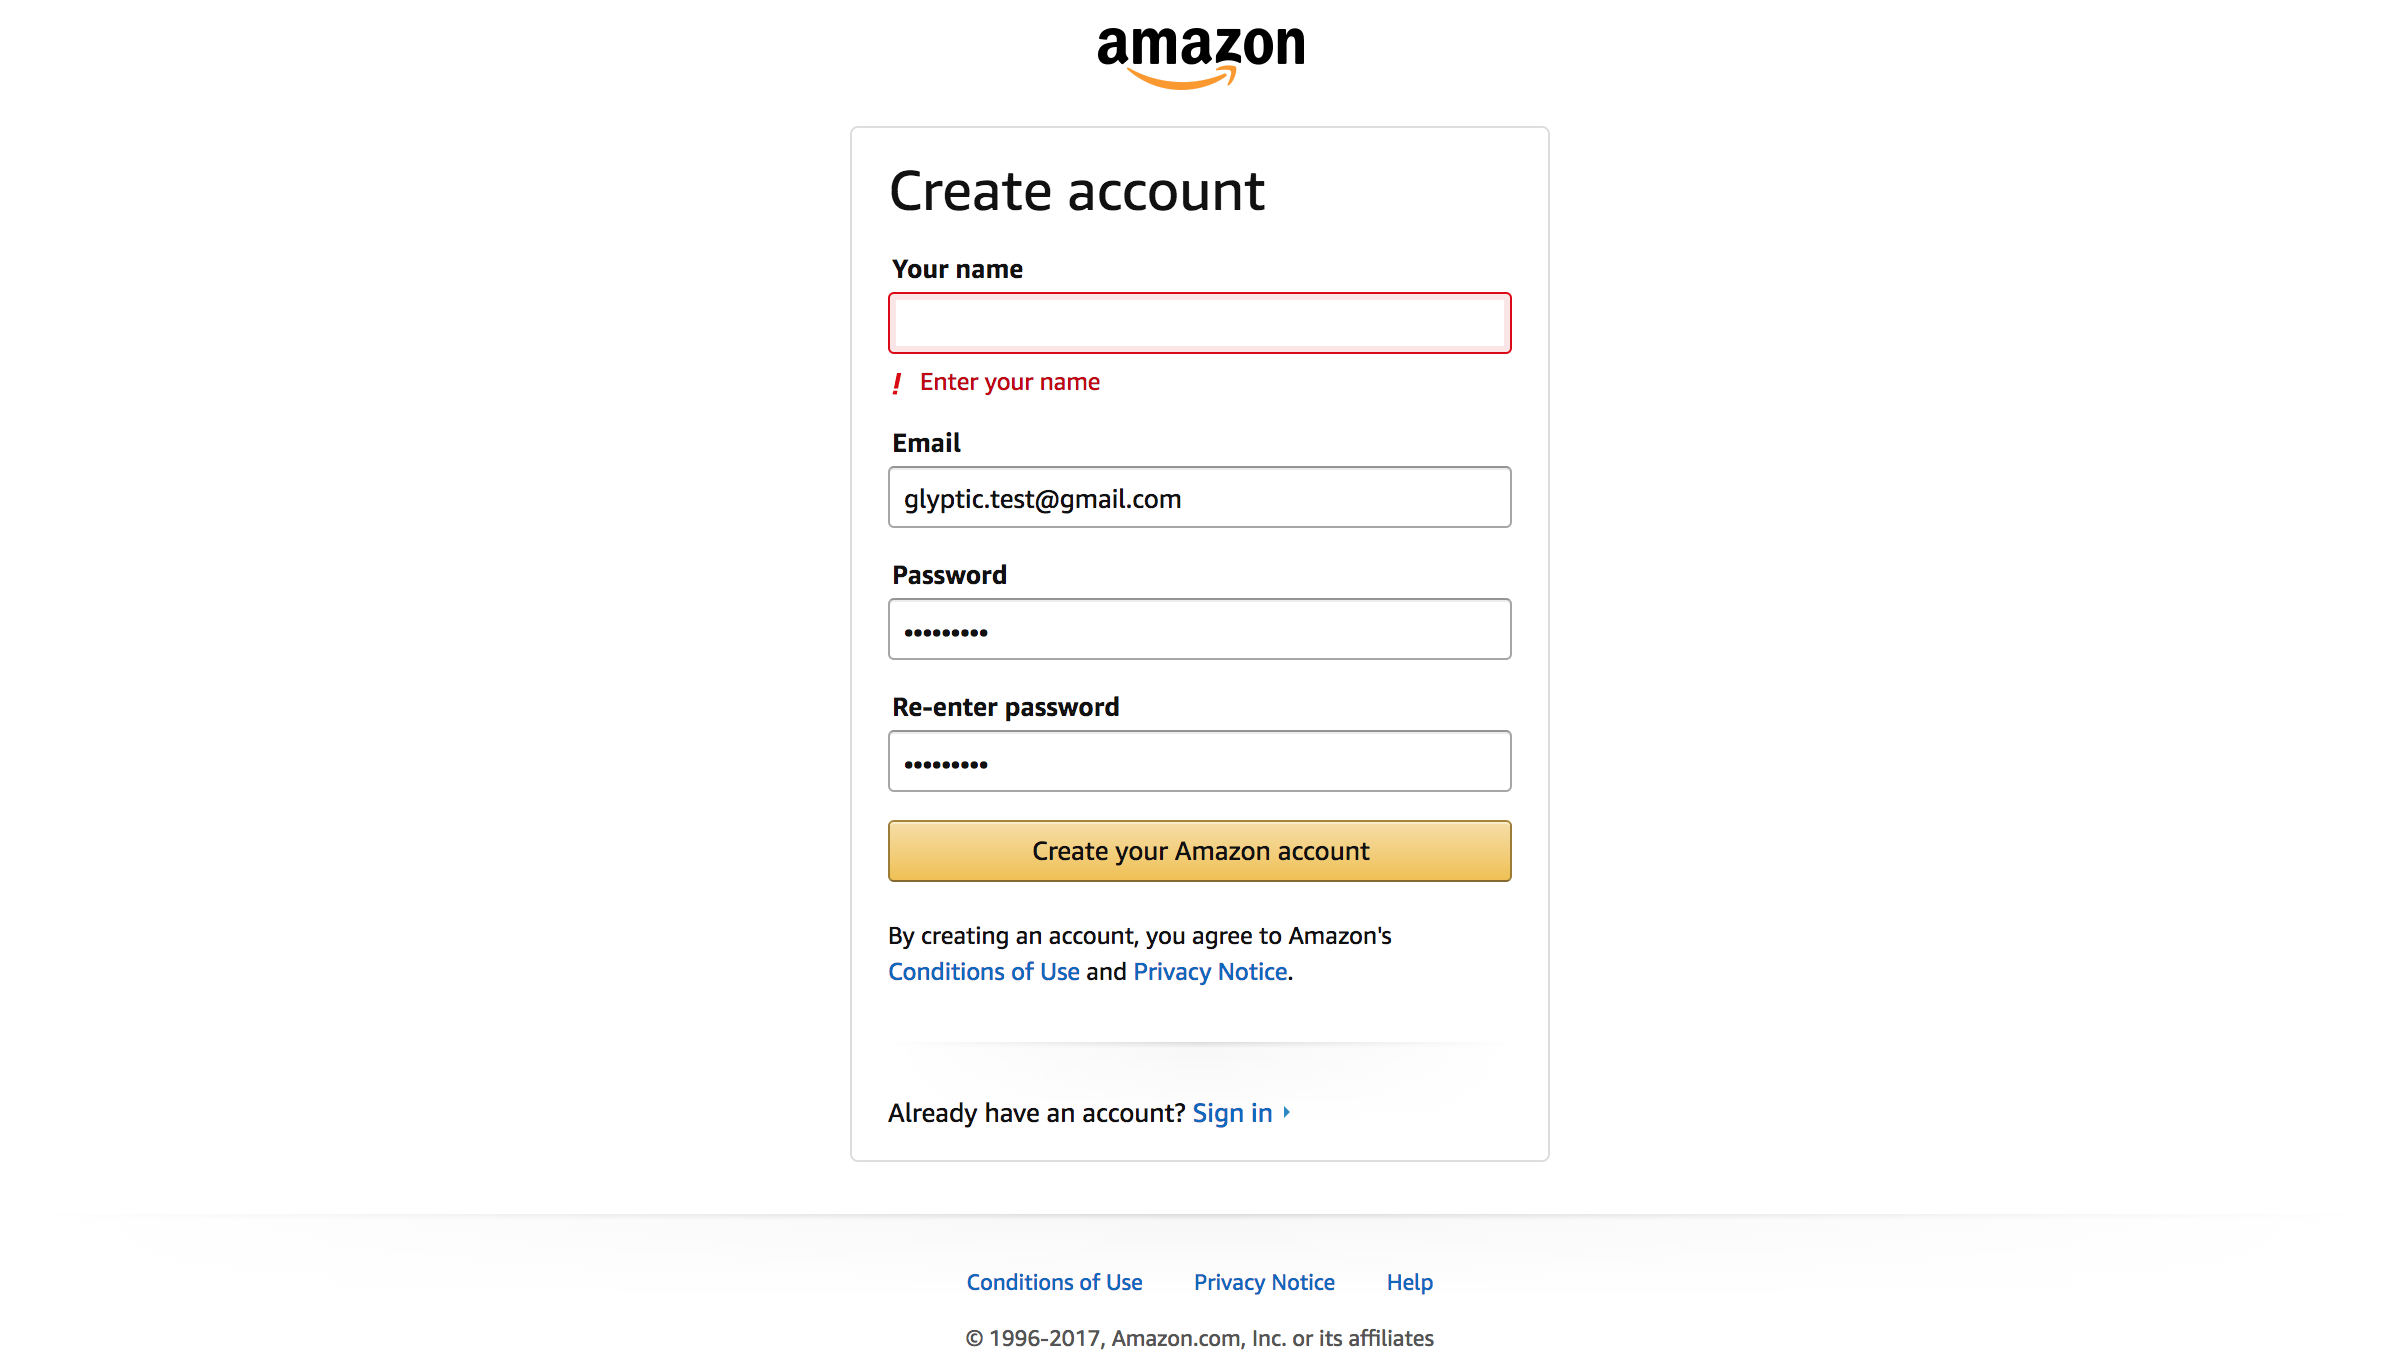 amazon
Create account
Your name
! Enter your name
Email
glyptic.test@gmail.com
Password
•••••••••
Re-enter password
•••••••••
Create your Amazon account
By creating an account, you agree to Amazon's
Conditions of Use and Privacy Notice.
Already have an account? Sign in
Conditions of Use Privacy Notice Help
© 1996-2017, Amazon.com, Inc. or its affiliates